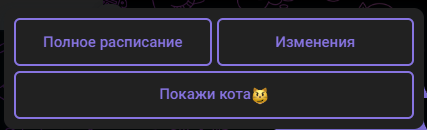 Полное расписание
Изменения
Покажи кота😼